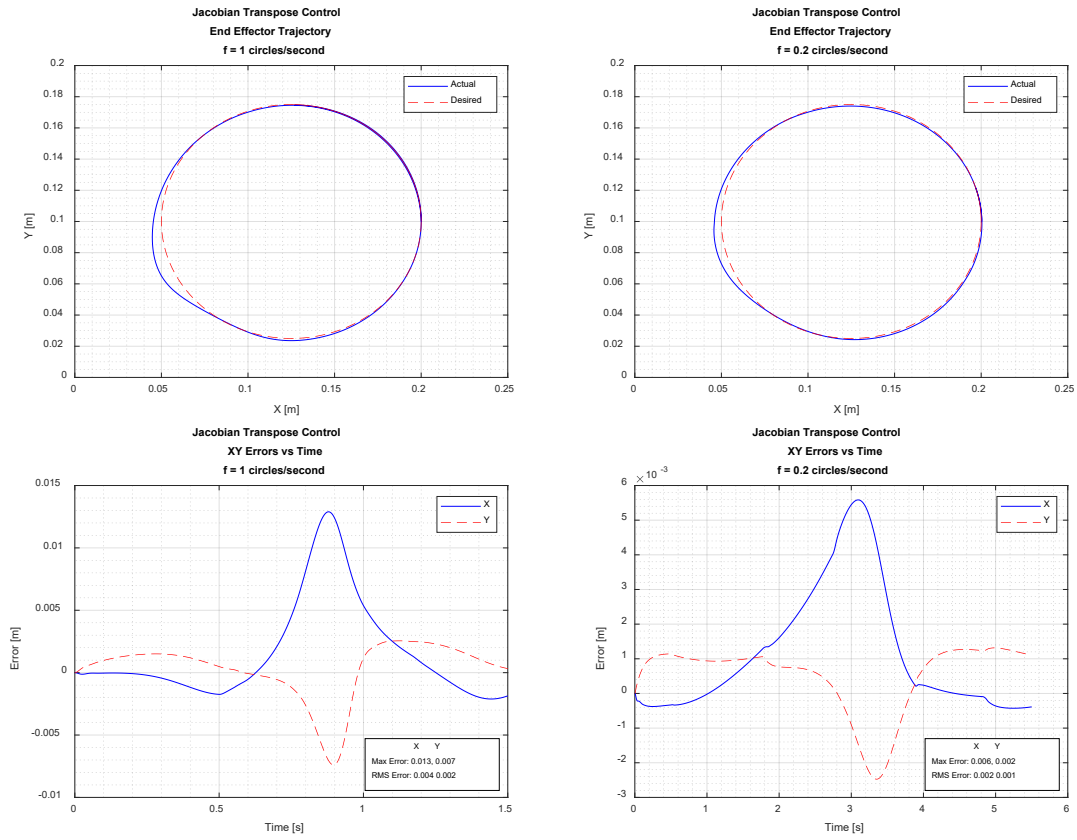 Jacobian Transpose Control
End Effector Trajectory
f = 1 circles/second
0.2
0.18
0.16
0.14
0.12
0.1
0.08
0.06
0.04
0.02
0
Y [m]
Actual
Desired
0
0.05
0.1
0.15
0.2
0.25
X [m]
Jacobian Transpose Control
End Effector Trajectory
f = 0.2 circles/second
0.2
0.18
0.16
0.14
0.12
0.1
0.08
0.06
0.04
0.02
0
Y [m]
Actual
Desired
0
0.05
0.1
0.15
0.2
0.25
X [m]
Jacobian Transpose Control
XY Errors vs Time
f = 1 circles/second
0.015
0.01
0.005
0
-0.005
-0.01
Error [m]
X
Y
X Y
Max Error: 0.013, 0.007
RMS Error: 0.004 0.002
0
0.5
1
1.5
Time [s]
Jacobian Transpose Control
XY Errors vs Time
f = 0.2 circles/second
× 10 -3
6
5
4
3
2
1
0
-1
-2
-3
Error [m]
X
Y
X Y
Max Error: 0.006, 0.002
RMS Error: 0.002 0.001
0
1
2
3
4
5
6
Time [s]